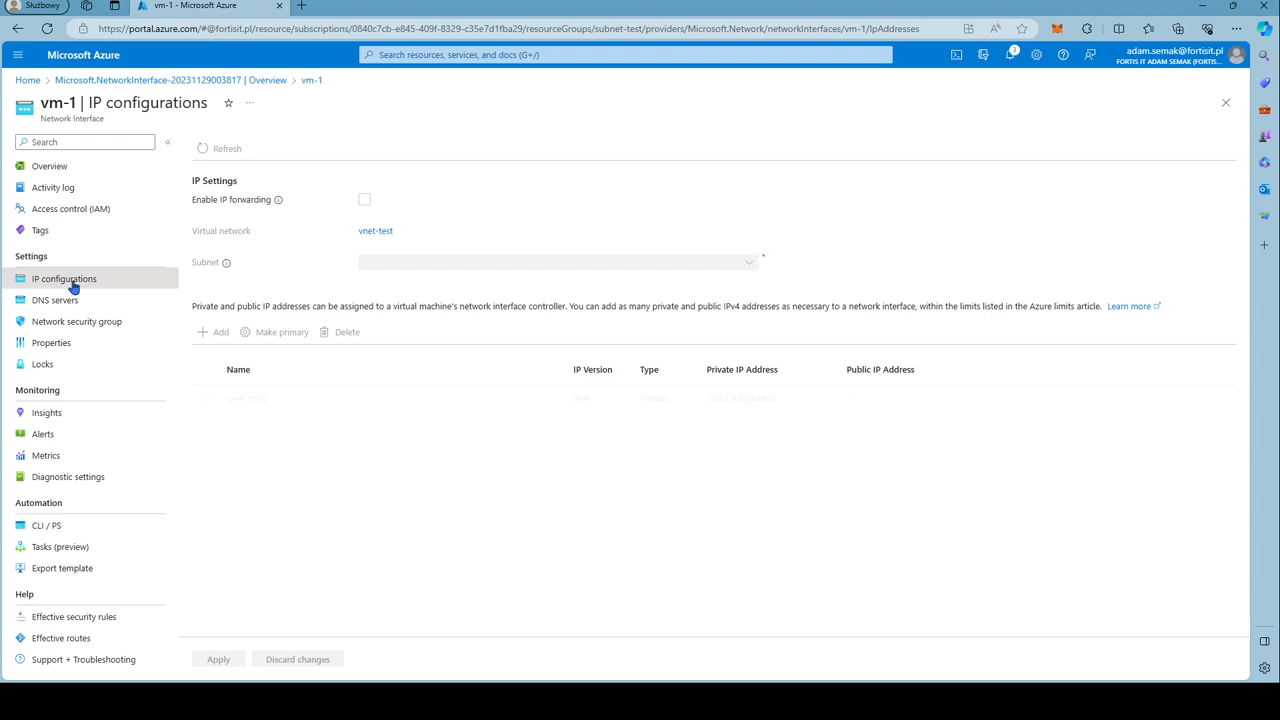 Służbowy
vm-1 - Microsoft Azure
https://portal.azure.com/#@fortisit.pl/resource/subscriptions/0840c7cb-e845-409f-8329-c35e7d1fba29/resourceGroups/subnet-test/providers/Microsoft.Network/networkInterfaces/vm-1/IpAddresses
Microsoft Azure
Search resources, services, and docs (G+/)
3
adam.semak@fortisit.pl
FORTIS IT ADAM SEMAK (FORTIS...
Home > Microsoft.NetworkInterface-20231129003817 | Overview > vm-1
vm-1 | IP configurations
Network Interface
Search
Refresh
Overview
Activity log
Access control (IAM)
Tags
Settings
IP configurations
DNS servers
Network security group
Properties
Locks
Monitoring
Insights
Alerts
Metrics
Diagnostic settings
Automation
CLI / PS
Tasks (preview)
Export template
Help
Effective security rules
Effective routes
Support + Troubleshooting
IP Settings
Enable IP forwarding
Virtual network
vnet-test
Subnet
*
Private and public IP addresses can be assigned to a virtual machine's network interface controller. You can add as many private and public IPv4 addresses as necessary to a network interface, within the limits listed in the Azure limits article. Learn more
Add Make primary Delete
Name IP Version Type Private IP Address Public IP Address
IPv4 Primary
Apply Discard changes